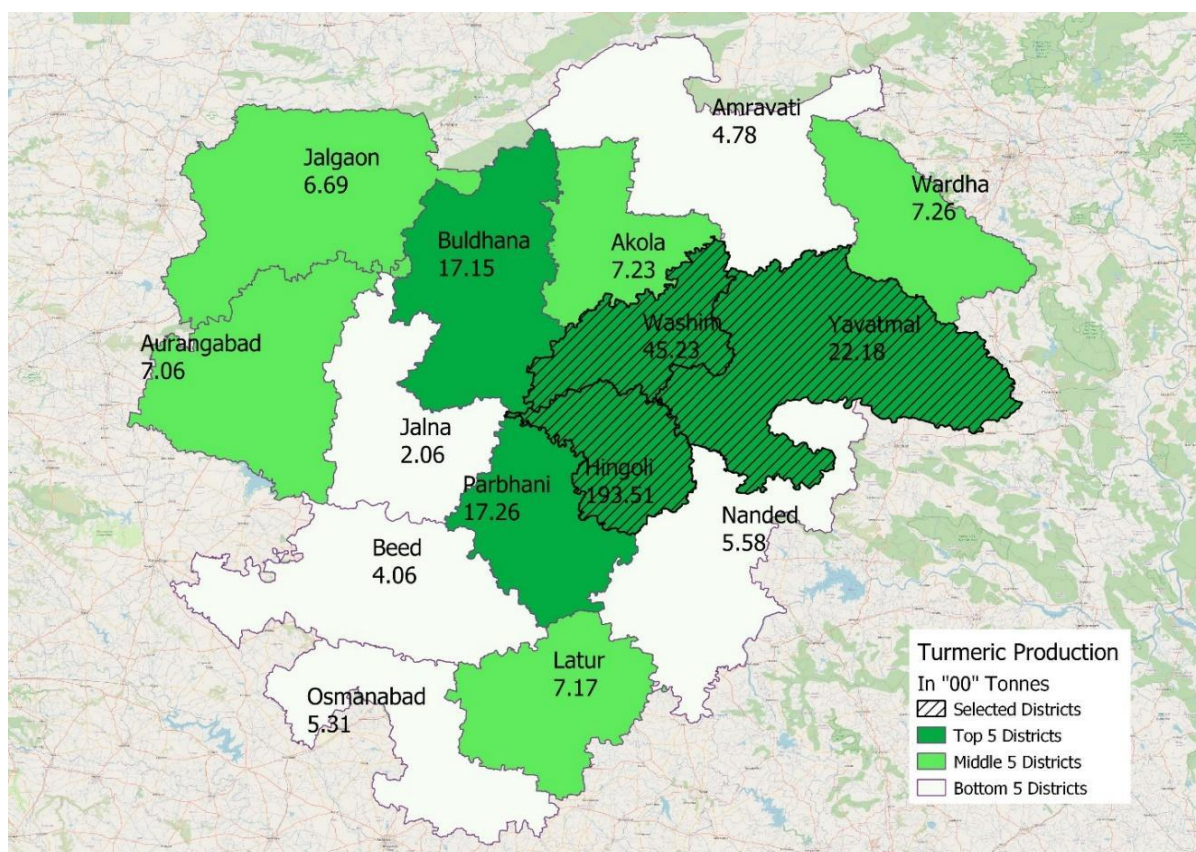 Amravati
4.78
Jalgaon
6.69
Wardha
7.26
Buldhana
17.15
Akola
7.23
Washim
45.23
Yavatmal
22.18
Aurangabad
7.06
Jalna
2.06
Hingoli
193.51
Parbhani
17.26
Nanded
5.58
Beed
4.06
Latur
7.17
Osmanabad
5.31
Turmeric Production
In "00" Tonnes
Selected Districts
Top 5 Districts
Middle 5 Districts
Bottom 5 Districts